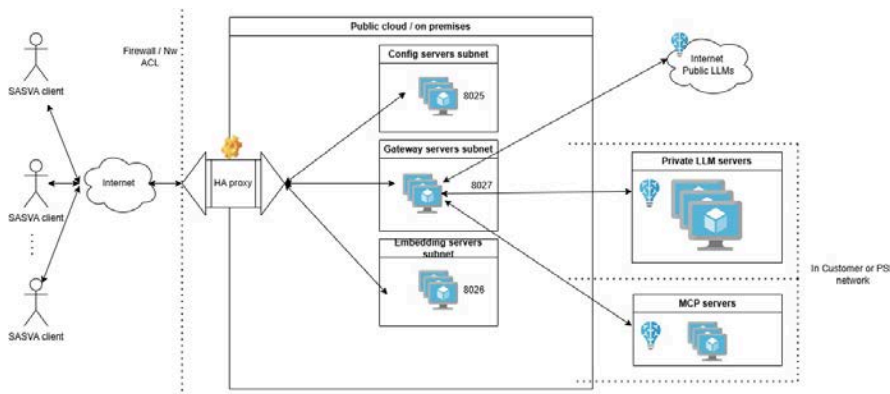 Public cloud / on premises
Firewall / Nw
ACL
Config servers subnet
8025
Internet
Public LLMs
SASVA client
Gateway servers subnet
8027
Private LLM servers
HA proxy
Internet
SASVA client
Embedding servers
subnet
8026
In Customer or PSL
network
MCP servers
SASVA client